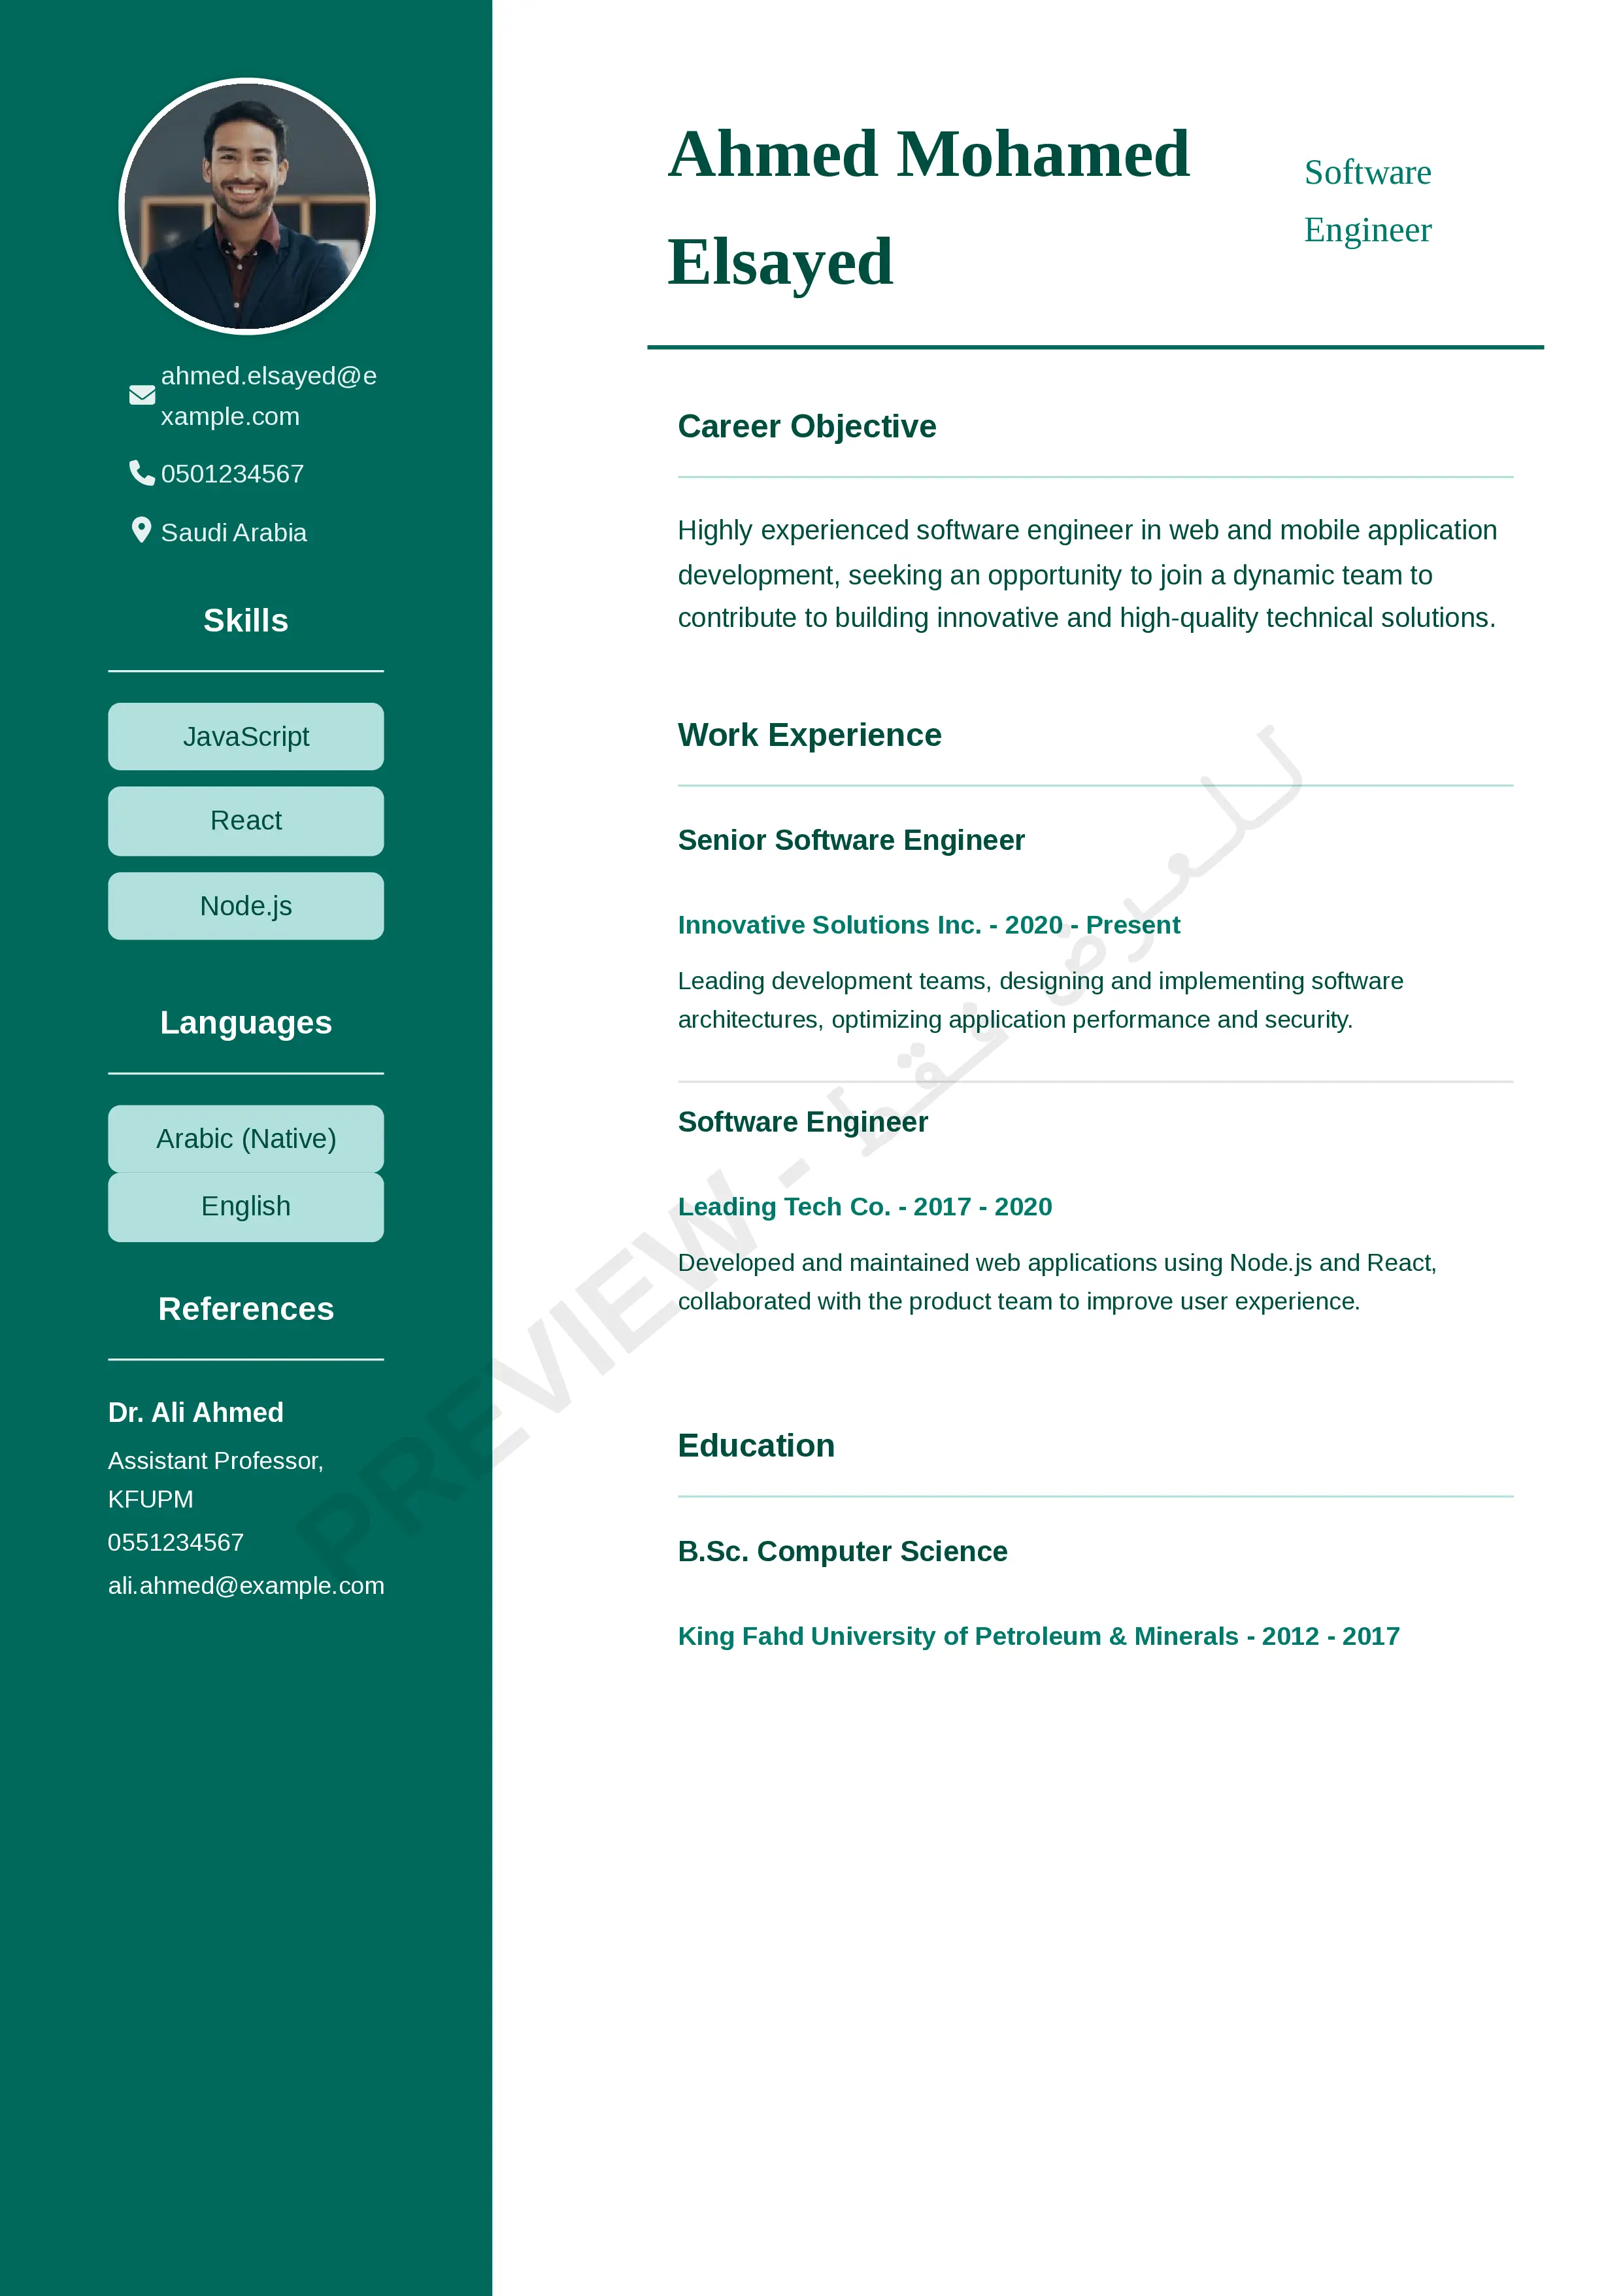 ahmed.elsayed@e
xample.com
0501234567
Saudi Arabia
Skills
JavaScript
React
Node.js
Languages
Arabic (Native)
English
References
Dr. Ali Ahmed
Assistant Professor,
KFUPM
0551234567
ali.ahmed@example.com
Ahmed Mohamed
Elsayed
Software
Engineer
Career Objective
Highly experienced software engineer in web and mobile application
development, seeking an opportunity to join a dynamic team to
contribute to building innovative and high-quality technical solutions.
Work Experience
Senior Software Engineer
Innovative Solutions Inc. - 2020 - Present
Leading development teams, designing and implementing software
architectures, optimizing application performance and security.
Software Engineer
Leading Tech Co. - 2017 - 2020
Developed and maintained web applications using Node.js and React,
collaborated with the product team to improve user experience.
Education
B.Sc. Computer Science
King Fahd University of Petroleum & Minerals - 2012 - 2017
PREVIEW - للعرض فقط